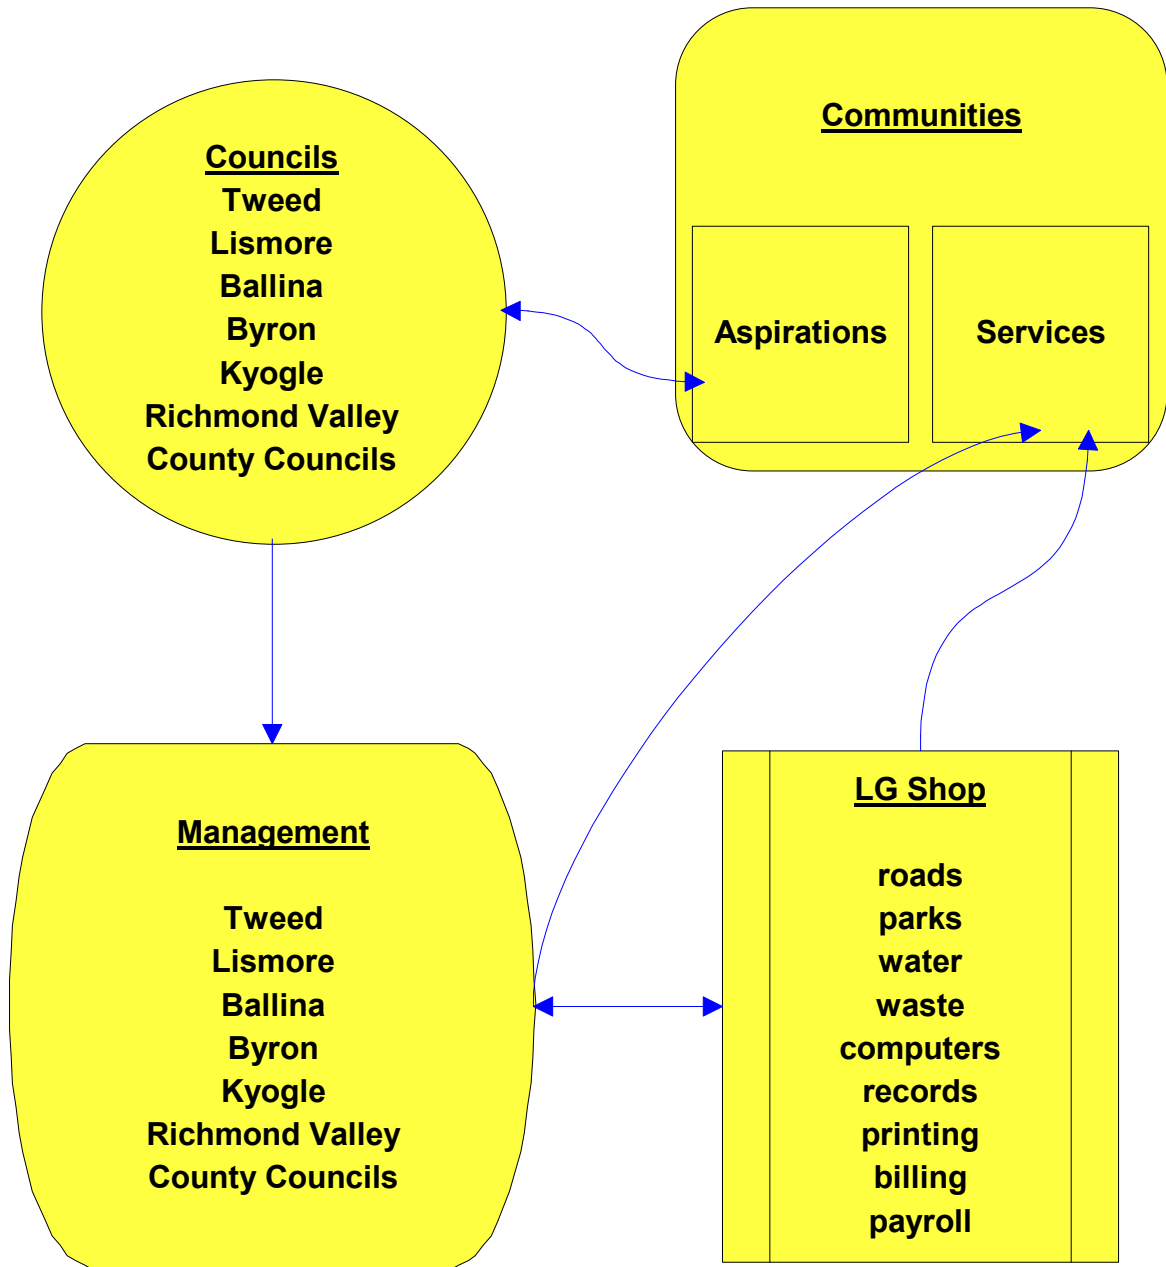 Councils
Tweed
Lismore
Ballina
Byron
Kyogle
Richmond Valley
County Councils
Communities
Aspirations
Services
Management
Tweed
Lismore
Ballina
Byron
Kyogle
Richmond Valley
County Councils
LG Shop
roads
parks
water
waste
computers
records
printing
billing
payroll